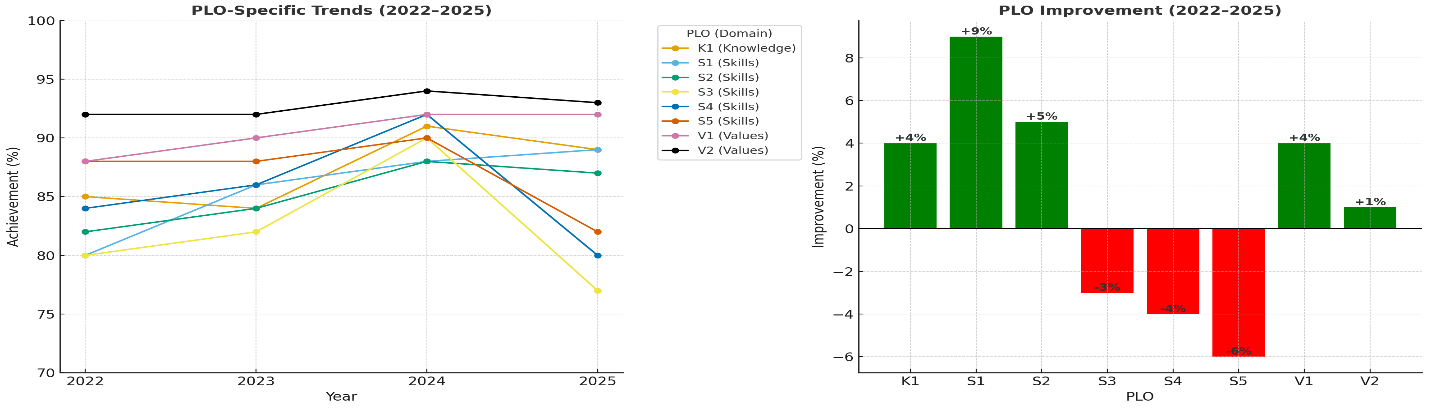 PLO-Specific Trends (2022–2025)
100
95
90
85
80
75
70
2022 2023 2024 2025
Achievement (%)
Year
PLO (Domain)
K1 (Knowledge)
S1 (Skills)
S2 (Skills)
S3 (Skills)
S4 (Skills)
S5 (Skills)
V1 (Values)
V2 (Values)
PLO Improvement (2022–2025)
8
6
4
2
0
−2
−4
−6
Improvement (%)
+4%
+9%
+5%
-3%
-4%
-6%
+4%
+1%
K1 S1 S2 S3 S4 S5 V1 V2
PLO